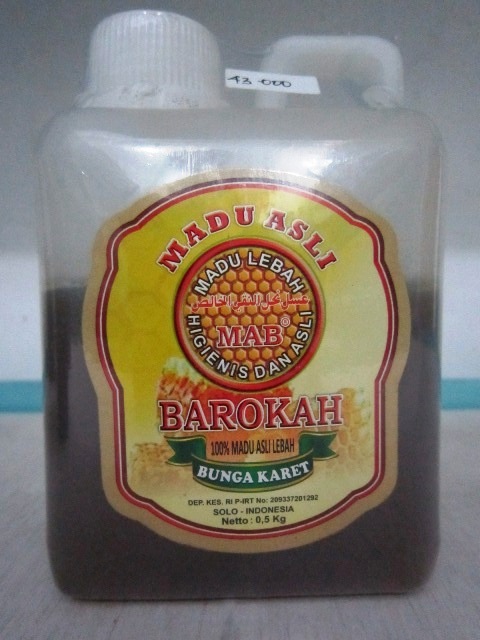 43.000
MADU ASLI
MADU LEBAH
MAB©
HIGIENIS DAN ASLI
BAROKAH
100% MADU ASLI LEBAH
BUNGA KARET
DEP. KES. RI P-IRT No: 209337201292
SOLO - INDONESIA
Netto : 0,5 Kg